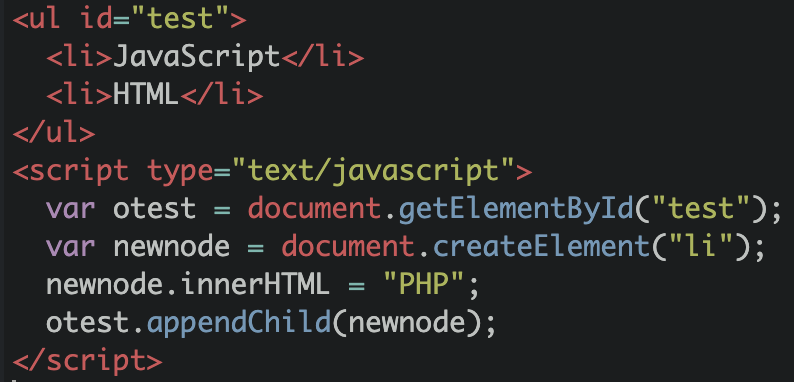 <ul id="test">
  <li>JavaScript</li>
  <li>HTML</li>
</ul>
<script type="text/javascript">
  var otest = document.getElementById("test");
  var newnode = document.createElement("li");
  newnode.innerHTML = "PHP";
  otest.appendChild(newnode);
</script>